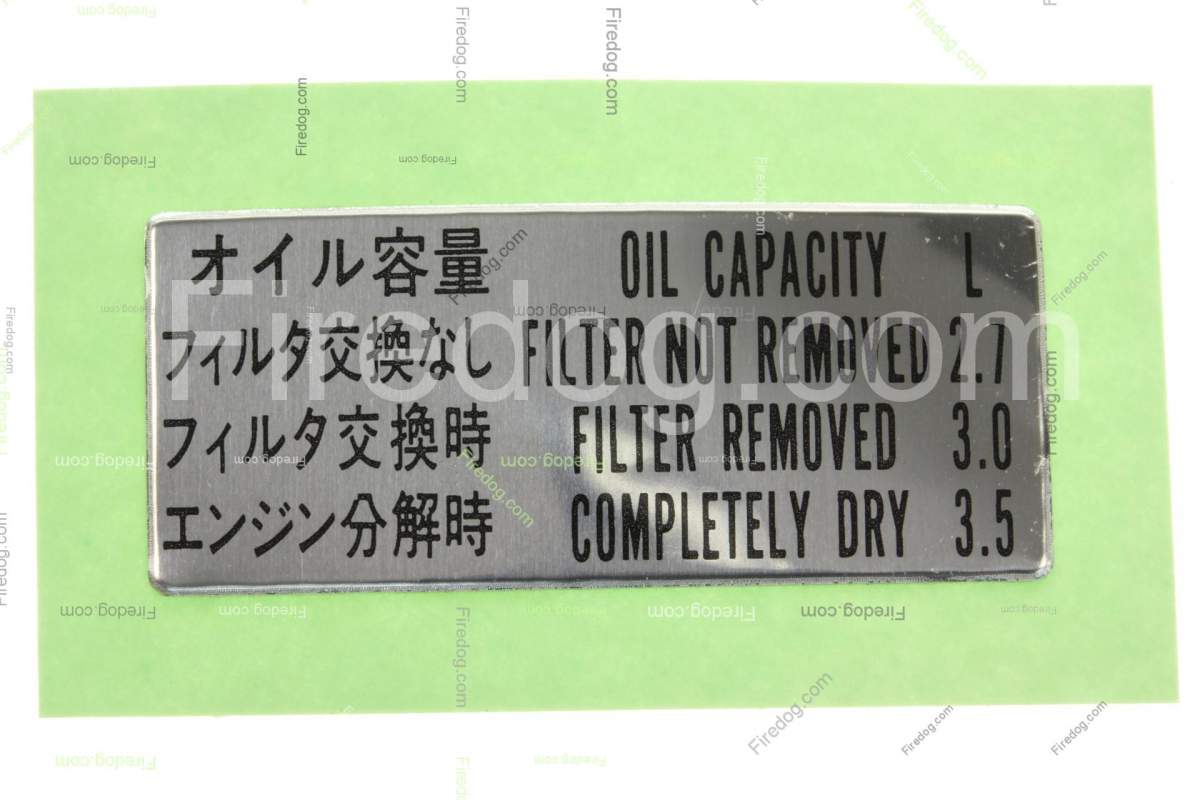 オイル容量 OIL CAPACITY L
フィルタ交換なし FILTER NOT REMOVED 2.7
フィルタ交換時 FILTER REMOVED 3.0
エンジン分解時 COMPLETELY DRY 3.5
Firedog.com